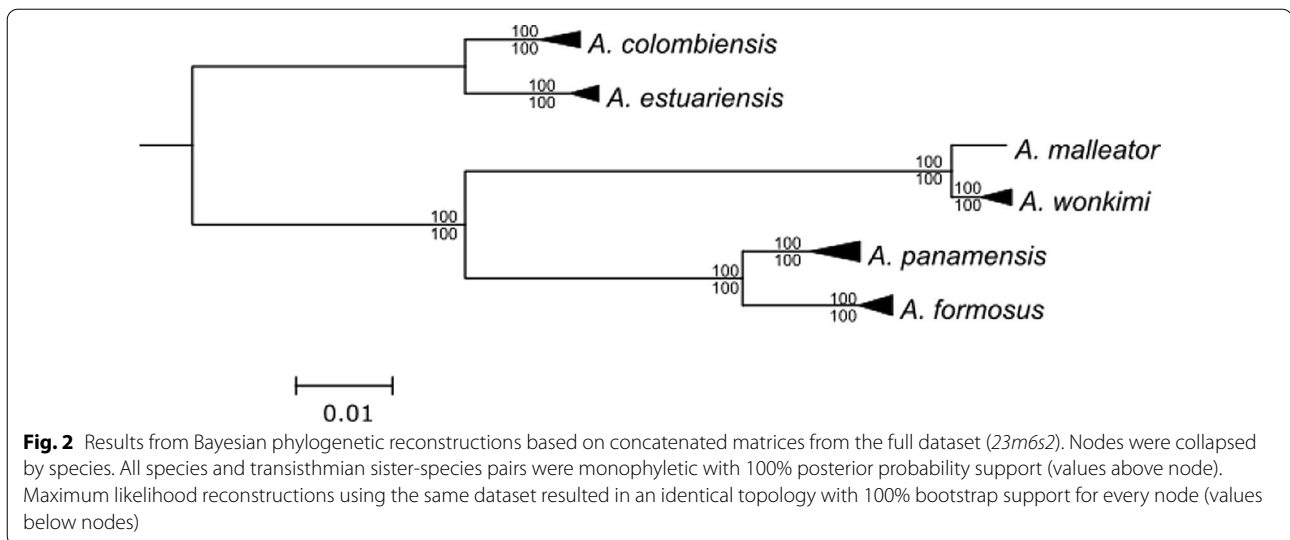 100
100
A. colombiensis
100
100
A. estuariensis
A. malleator
100
100
100
100
A. wonkimi
100
100
100
100
A. panamensis
100
100
100
100
A. formosus
0.01
Fig. 2 Results from Bayesian phylogenetic reconstructions based on concatenated matrices from the full dataset (23m6s2). Nodes were collapsed
by species. All species and transisthmian sister-species pairs were monophyletic with 100% posterior probability support (values above node).
Maximum likelihood reconstructions using the same dataset resulted in an identical topology with 100% bootstrap support for every node (values
below nodes)